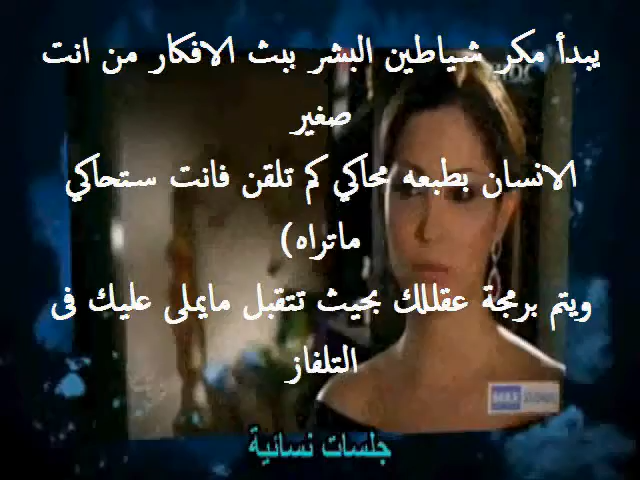 يبدأ مكر شياطين البشر ببث الافكار من انت
صغير
الانسان بطبعه محاكي كم تلقن فانت ستحاكي
ماتراه)
ويتم برمجة عقللك بحيث تتقبل مايملى عليك فى
التلفاز
جلسات نسائية